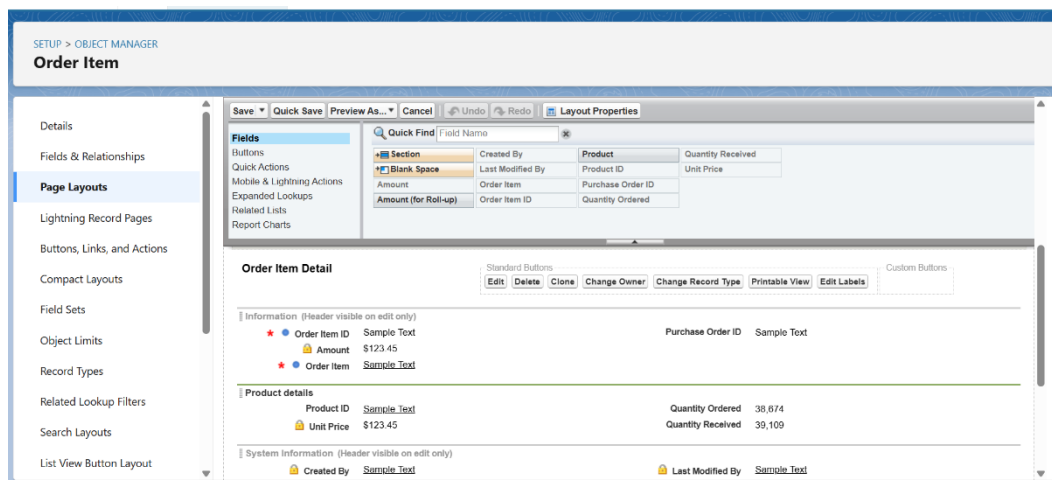 SETUP > OBJECT MANAGER
Order Item
Details
Fields & Relationships
Page Layouts
Lightning Record Pages
Buttons, Links, and Actions
Compact Layouts
Field Sets
Object Limits
Record Types
Related Lookup Filters
Search Layouts
List View Button Layout
Save Quick Save Preview As... Cancel Undo Redo Layout Properties
Fields
Buttons
Quick Actions
Mobile & Lightning Actions
Expanded Lookups
Related Lists
Report Charts
Quick Find Field Name
Section Created By Product Quantity Received
Blank Space Last Modified By Product ID Unit Price
Amount Order Item Purchase Order ID
Amount (for Roll-up) Order Item ID Quantity Ordered
Order Item Detail
Standard Buttons
Edit Delete Clone Change Owner Change Record Type Printable View Edit Labels
Custom Buttons
Information (Header visible on edit only)
* Order Item ID Sample Text Purchase Order ID Sample Text
Amount $123.45
* Order Item Sample Text
Product details
Product ID Sample Text Quantity Ordered 38,674
Unit Price $123.45 Quantity Received 39,109
System Information (Header visible on edit only)
Created By Sample Text Last Modified By Sample Text